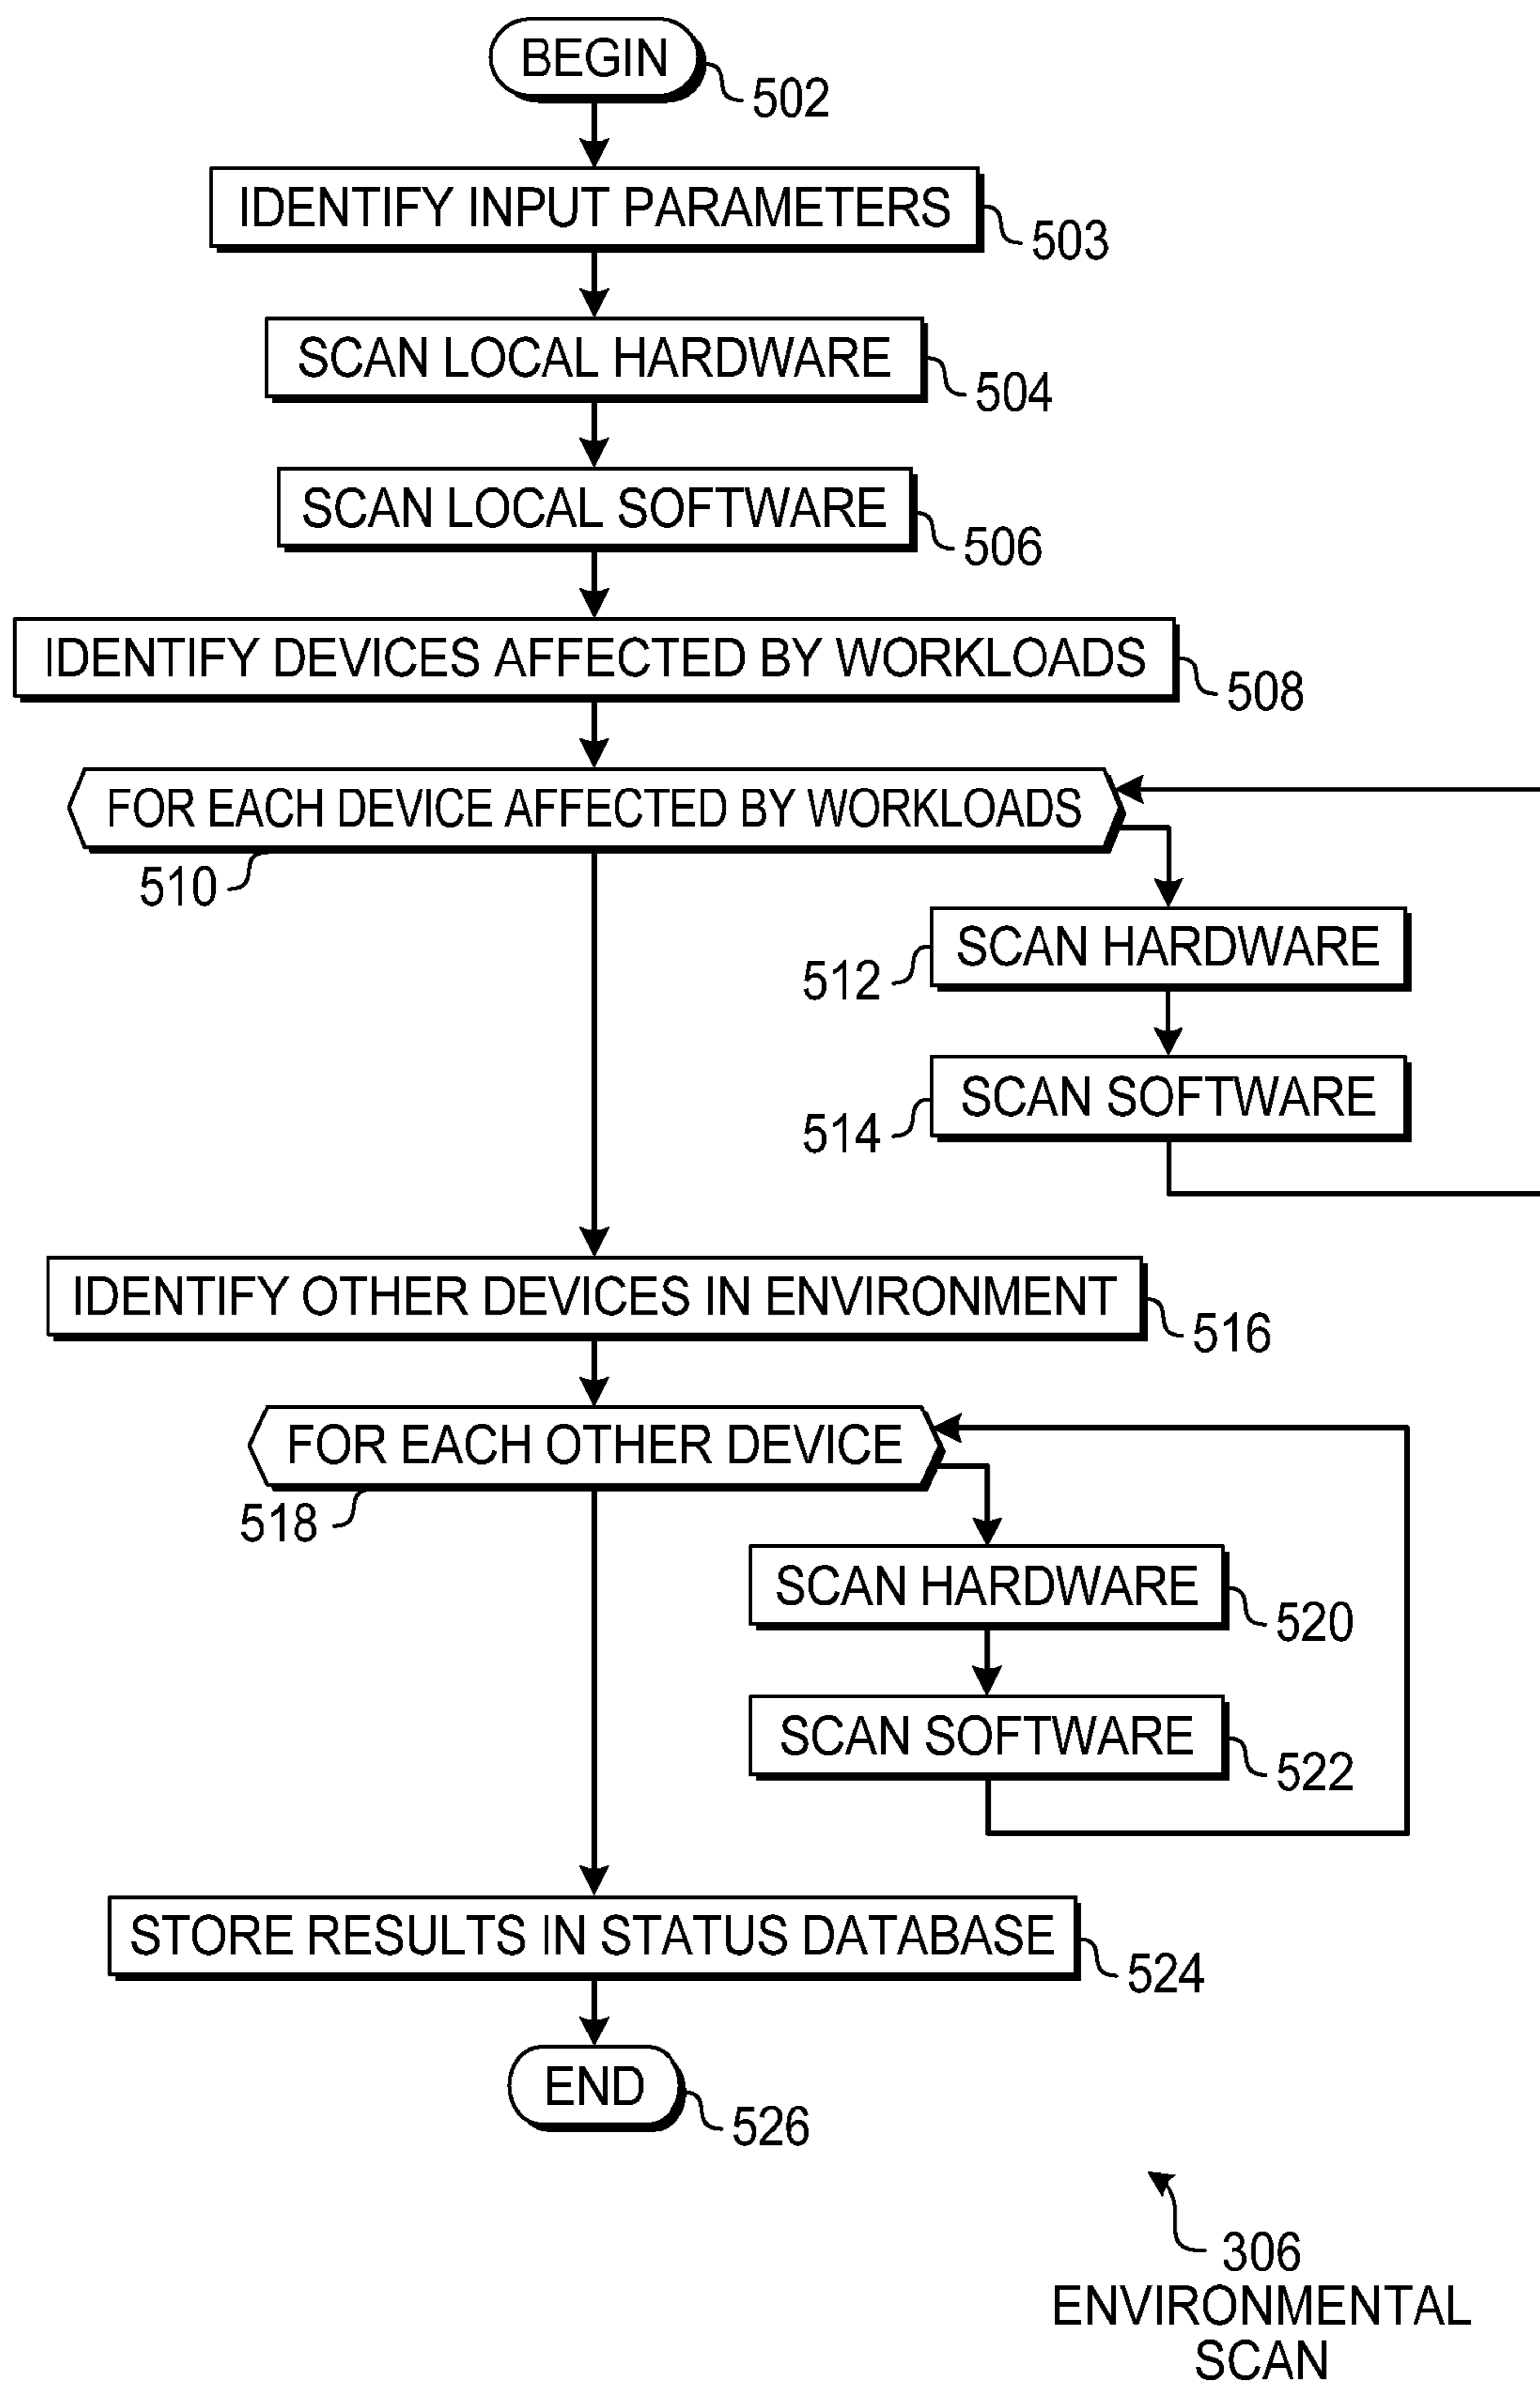 BEGIN
502
IDENTIFY INPUT PARAMETERS
503
SCAN LOCAL HARDWARE
504
SCAN LOCAL SOFTWARE
506
IDENTIFY DEVICES AFFECTED BY WORKLOADS
508
FOR EACH DEVICE AFFECTED BY WORKLOADS
510
SCAN HARDWARE
512
SCAN SOFTWARE
514
IDENTIFY OTHER DEVICES IN ENVIRONMENT
516
FOR EACH OTHER DEVICE
518
SCAN HARDWARE
520
SCAN SOFTWARE
522
STORE RESULTS IN STATUS DATABASE
524
END
526
306
ENVIRONMENTAL
SCAN